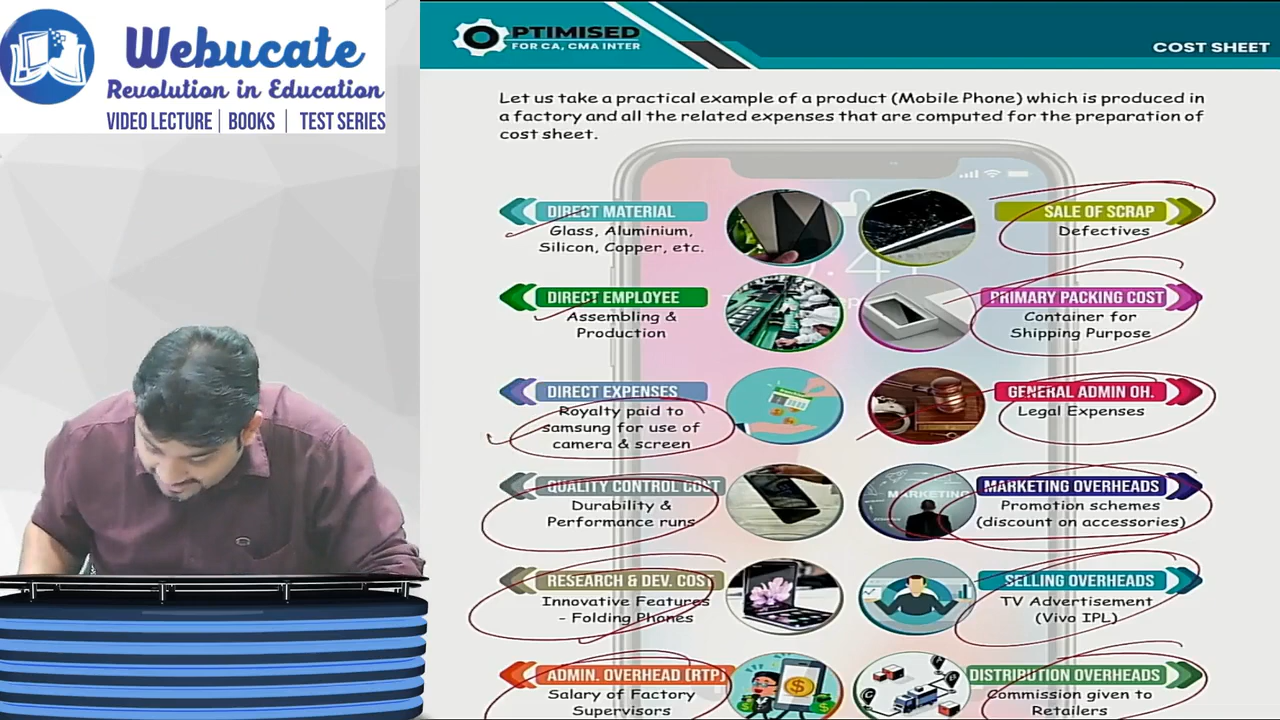 Webucate
Revolution in Education
VIDEO LECTURE | BOOKS | TEST SERIES
OPTIMISED
FOR CA, CMA INTER
COST SHEET
Let us take a practical example of a product (Mobile Phone) which is produced in
a factory and all the related expenses that are computed for the preparation of
cost sheet.
DIRECT MATERIAL
Glass, Aluminium,
Silicon, Copper, etc.
SALE OF SCRAP
Defectives
DIRECT EMPLOYEE
Assembling &
Production
PRIMARY PACKING COST
Container for
Shipping Purpose
DIRECT EXPENSES
Royalty paid to
samsung for use of
camera & screen
GENERAL ADMIN OH.
Legal Expenses
QUALITY CONTROL COST
Durability &
Performance runs
MARKETING
MARKETING OVERHEADS
Promotion schemes
(discount on accessories)
RESEARCH & DEV. COST
Innovative Features
- Folding Phones
SELLING OVERHEADS
TV Advertisement
(Vivo IPL)
ADMIN. OVERHEAD (RTP)
Salary of Factory
Supervisors
DISTRIBUTION OVERHEADS
Commission given to
Retailers